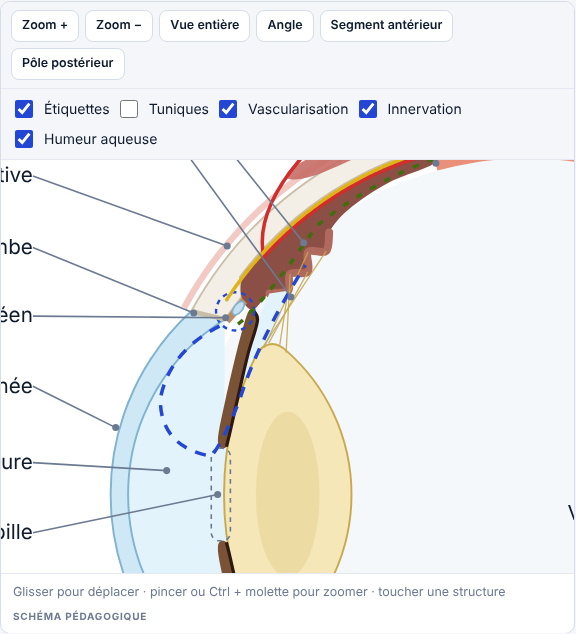 Zoom + Zoom − Vue entière Angle Segment antérieur
Pôle postérieur
Étiquettes Tuniques Vascularisation Innervation
Humeur aqueuse
tive
nbe
éen
née
ure
pille
Glisser pour déplacer · pincer ou Ctrl + molette pour zoomer · toucher une structure
SCHÉMA PÉDAGOGIQUE